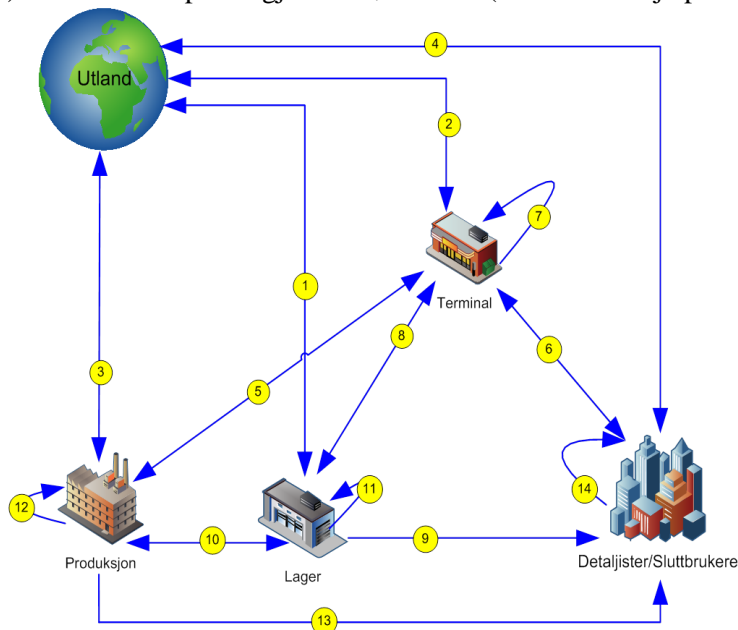 4
Utland
2
7
Terminal
1
8
6
3
5
11
14
12
10
9
Produksjon
Lager
Detaljister/Sluttbrukere
13